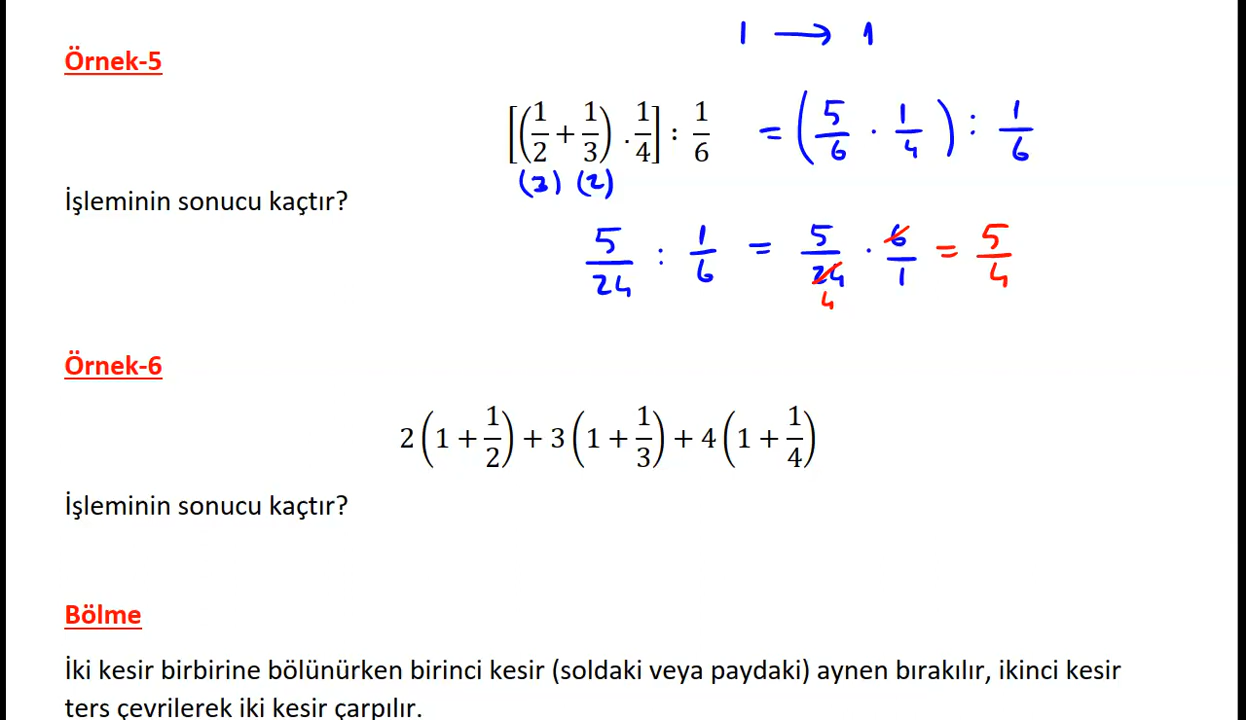 1 → 1
Örnek-5
[(1/2 + 1/3) . 1/4] : 1/6 = (5/6 · 1/4) : 1/6
(3) (2)
İşleminin sonucu kaçtır?
5/24 : 1/6 = 5/24 · 6/1 = 5/4
4
Örnek-6
2(1 + 1/2) + 3(1 + 1/3) + 4(1 + 1/4)
İşleminin sonucu kaçtır?
Bölme
İki kesir birbirine bölünürken birinci kesir (soldaki veya paydaki) aynen bırakılır, ikinci kesir
ters çevrilerek iki kesir çarpılır.